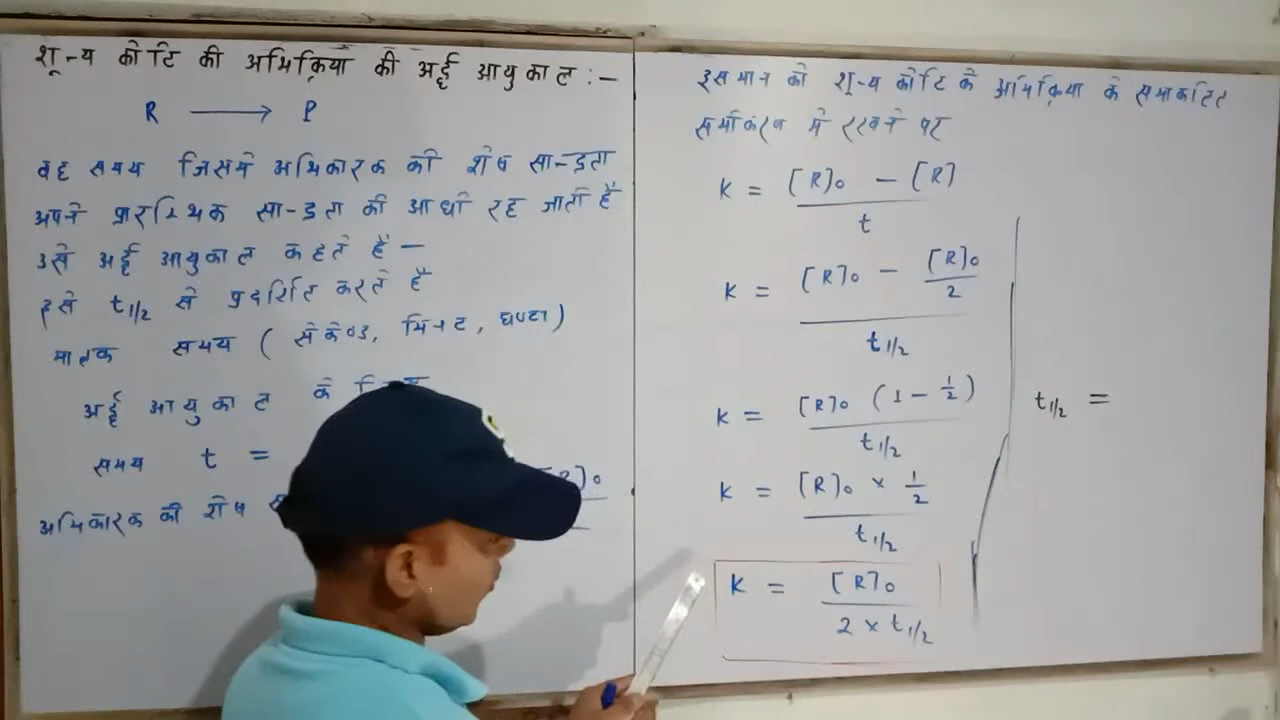 शून्य कोटि की अभिक्रिया की अर्द्ध आयुकाल :-
R ⟶ P
वह समय जिसमे अभिकारक की शेष सान्द्रता
अपने प्रारम्भिक सान्द्रता की आधी रह जाती है
उसे अर्द्ध आयुकाल कहते है -
इसे t1/2 से प्रदर्शित करते है
मात्रक समय ( सेकेण्ड, मिनट, घण्टा)
अर्द्ध आयुकाल के
समय t =
अभिकारक की शेष
]0
इस मान को शून्य कोटि के अभिक्रिया के समाकलित
समीकरण मे रखने पर
K = [R]0 - [R] / t
K = [R]0 - [R]0/2 / t1/2
K = [R]0 (1 - 1/2) / t1/2
K = [R]0 × 1/2 / t1/2
K = [R]0 / 2 × t1/2
t1/2 =